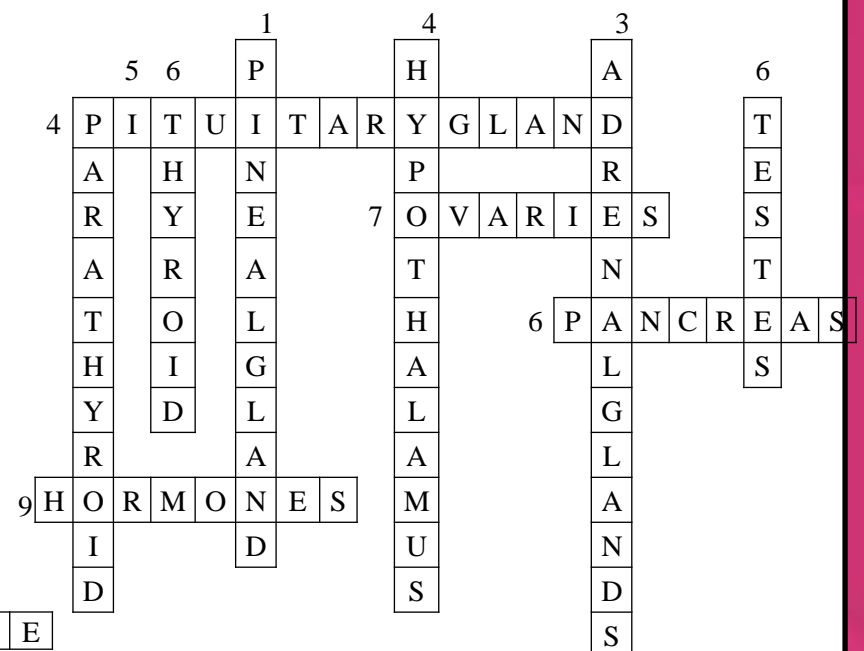 1 4 3
5 6 P H A 6
4 P I T U I T A R Y G L A N D T
A H N P R E
R Y E 7 O V A R I E S S
A R A T N T
T O L H 6 P A N C R E A S
H I G A L S
Y D L L G
R A A L
9 H O R M O N E S M A
I D U N
D S D
E S